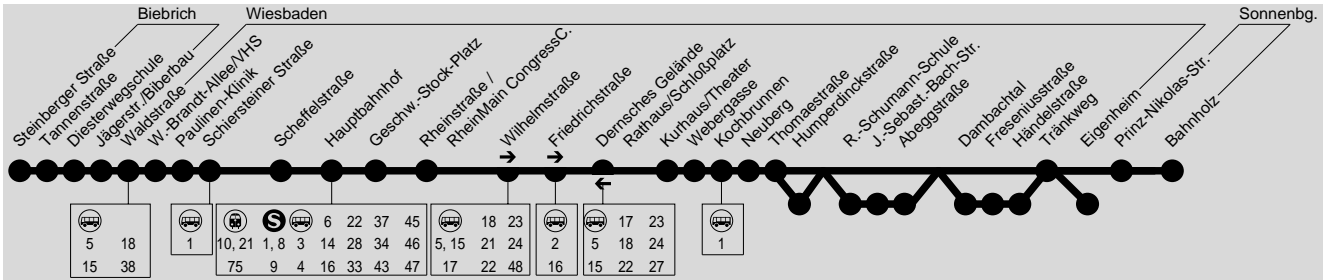 Biebrich
Wiesbaden
Sonnenbg.
Steinberger Straße
Tannenstraße
Diesterwegschule
Jägerstr./Biberbau
Waldstraße
W.-Brandt-Allee/VHS
Paulinen-Klinik
Schiersteiner Straße
Scheffelstraße
Hauptbahnhof
Geschw.-Stock-Platz
Rheinstraße /
RheinMain CongressC.
Wilhelmstraße
Friedrichstraße
Dernsches Gelände
Rathaus/Schloßplatz
Kurhaus/Theater
Webergasse
Kochbrunnen
Neuberg
Thomaestraße
Humperdinckstraße
R.-Schumann-Schule
J.-Sebast.-Bach-Str.
Abeggstraße
Dambachtal
Freseniusstraße
Händelstraße
Tränkweg
Eigenheim
Prinz-Nikolas-Str.
Bahnholz
5 18
15 38
1
S 6 22 37 45
10, 21 1, 8 3 14 28 34 46
75 9 4 16 33 43 47
18 23
5, 15 21 24
17 22 48
2
16
17 23
5 18 24
15 22 27
1